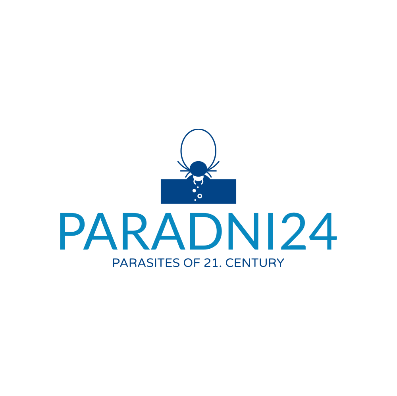 PARADNI24
PARASITES OF 21. CENTURY